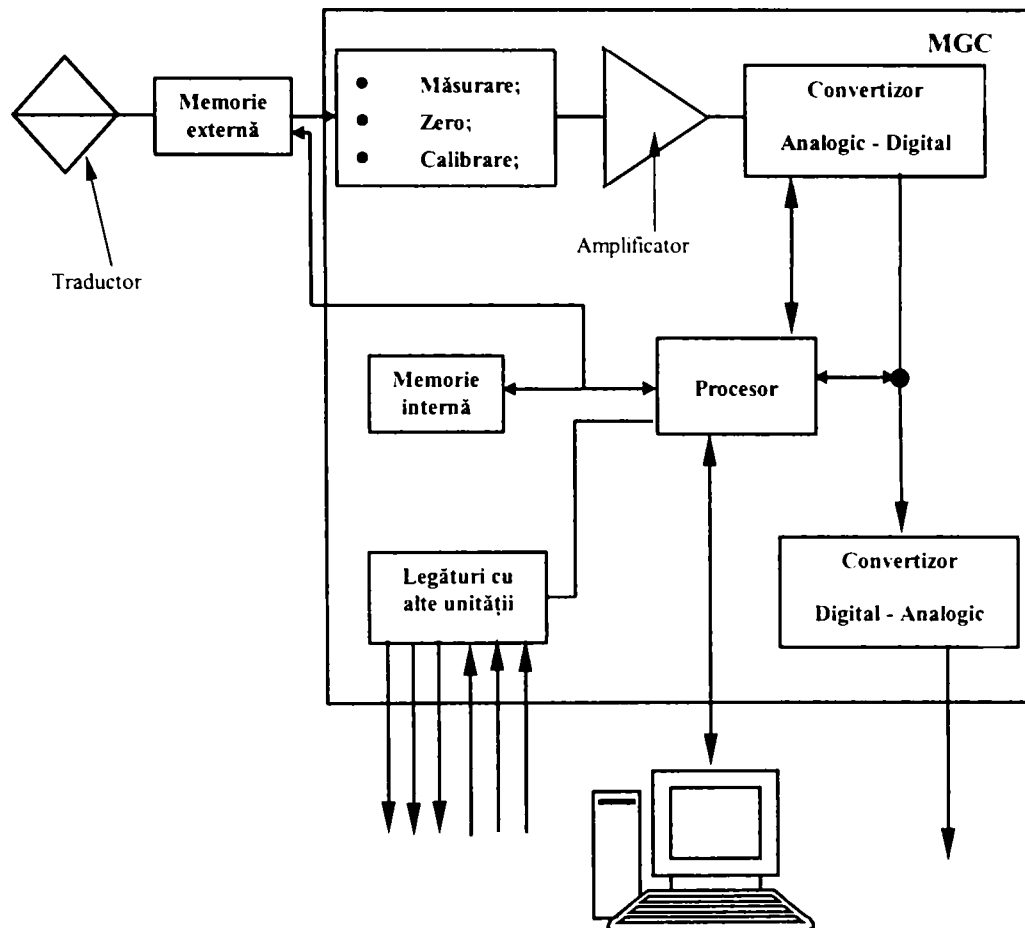 MGC
Memorie
externă
● Măsurare;
● Zero;
● Calibrare;
Convertizor
Analogic - Digital
Traductor
Amplificator
Memorie
internă
Procesor
Legături cu
alte unității
Convertizor
Digital - Analogic